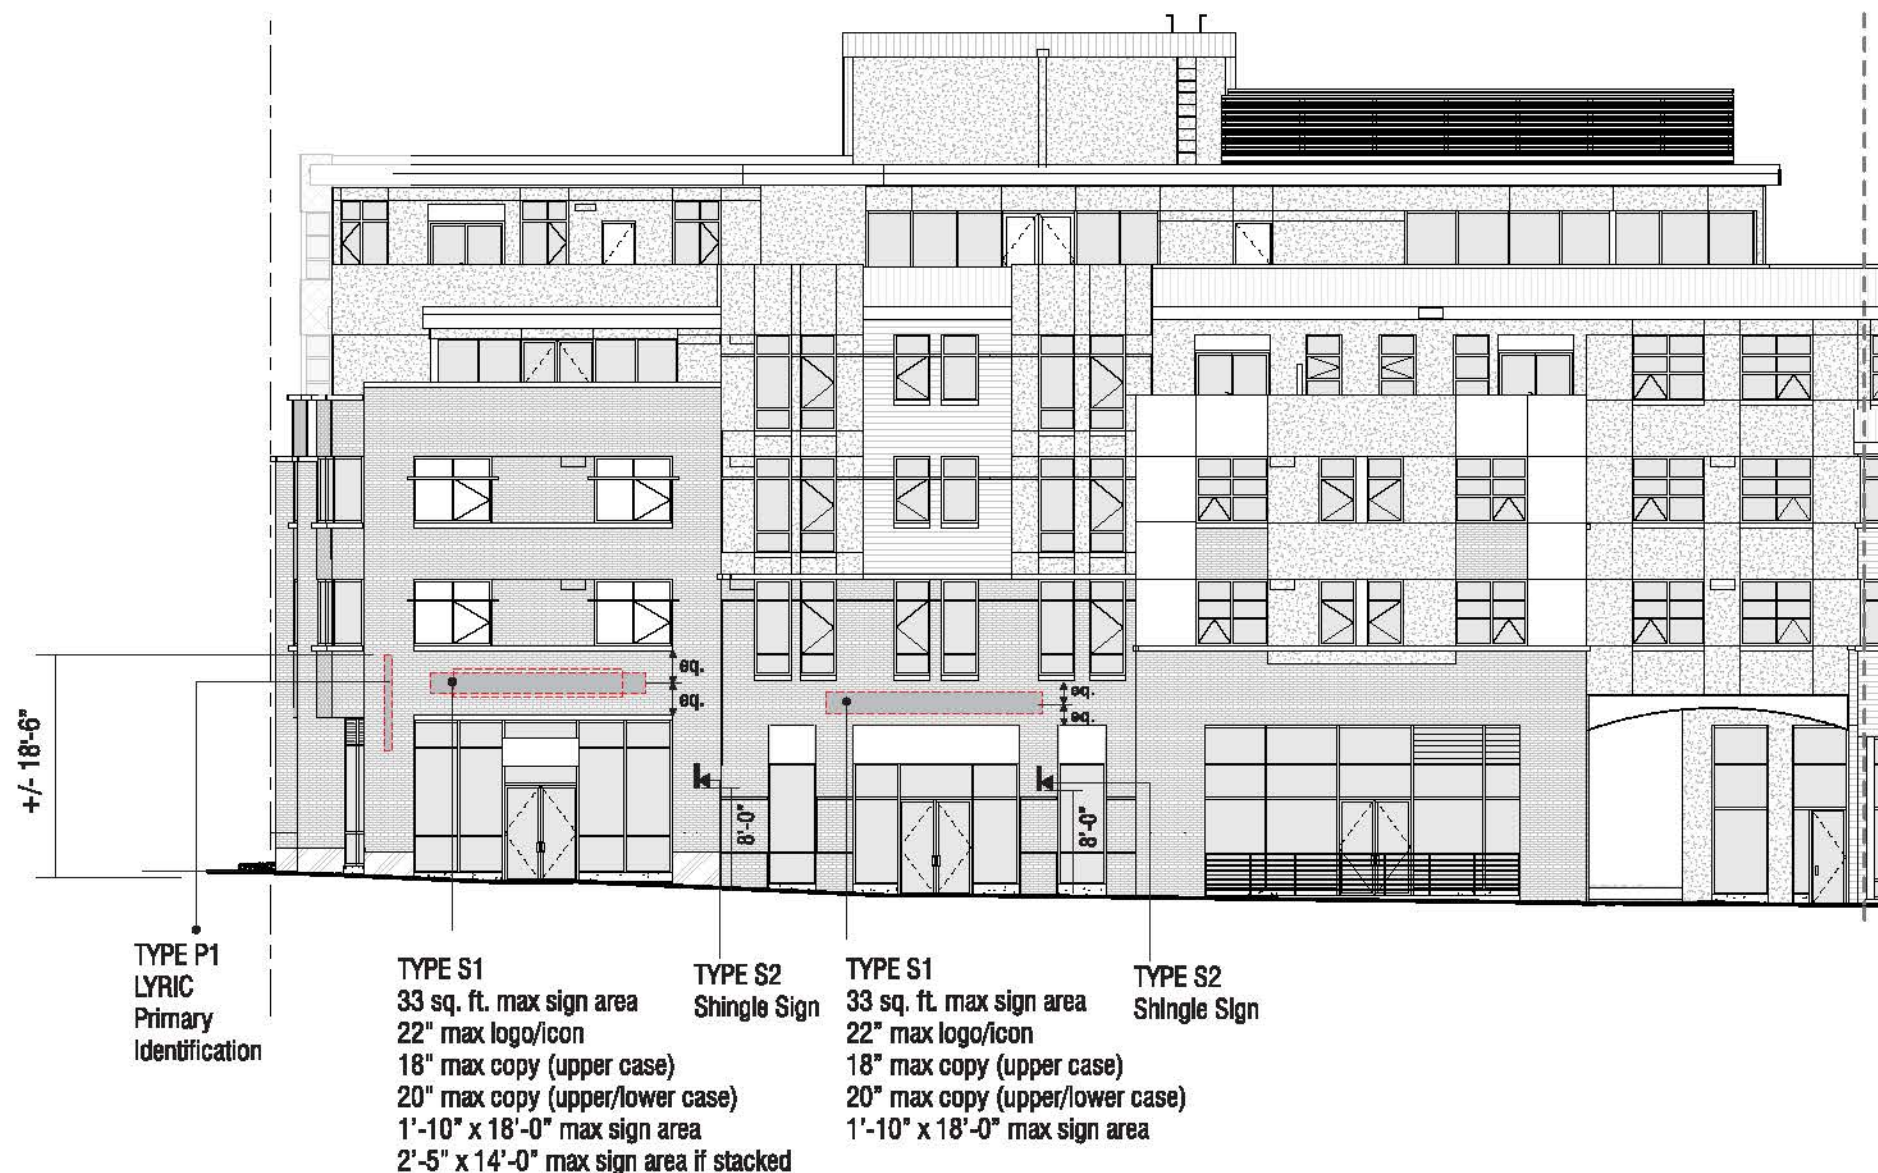 eq.
eq.
eq.
eq.
+/- 18'-6"
8'-0"
8'-0"
TYPE P1
LYRIC
Primary
Identification
TYPE S1
33 sq. ft. max sign area
22" max logo/icon
18" max copy (upper case)
20" max copy (upper/lower case)
1'-10" x 18'-0" max sign area
2'-5" x 14'-0" max sign area if stacked
TYPE S2
Shingle Sign
TYPE S1
33 sq. ft. max sign area
22" max logo/icon
18" max copy (upper case)
20" max copy (upper/lower case)
1'-10" x 18'-0" max sign area
TYPE S2
Shingle Sign